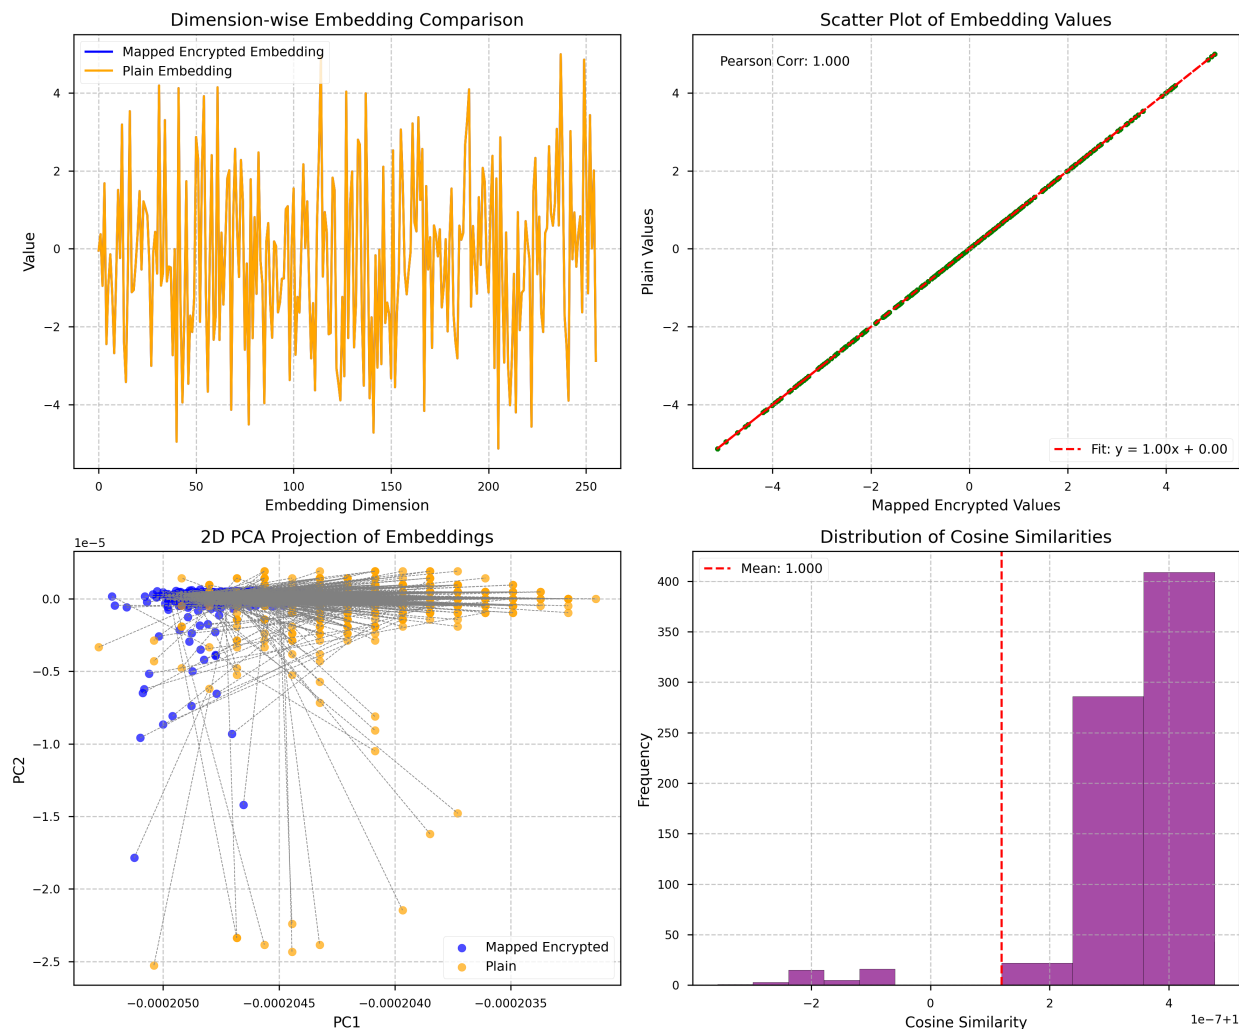 Dimension-wise Embedding Comparison
Mapped Encrypted Embedding
Plain Embedding
Value
4
2
0
−2
−4
0 50 100 150 200 250
Embedding Dimension
Scatter Plot of Embedding Values
Pearson Corr: 1.000
Plain Values
4
2
0
−2
−4
Fit: y = 1.00x + 0.00
−4 −2 0 2 4
Mapped Encrypted Values
2D PCA Projection of Embeddings
1e−5
PC2
0.0
−0.5
−1.0
−1.5
−2.0
−2.5
Mapped Encrypted
Plain
−0.0002050 −0.0002045 −0.0002040 −0.0002035
PC1
Distribution of Cosine Similarities
Mean: 1.000
Frequency
400
350
300
250
200
150
100
50
0
−2 0 2 4
1e−7+1
Cosine Similarity